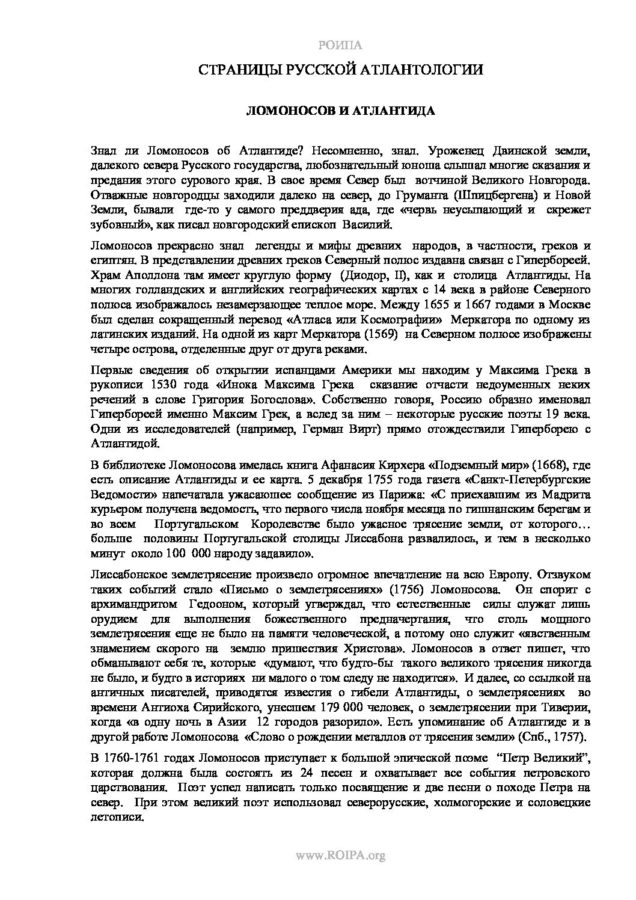 РОИПА
СТРАНИЦЫ РУССКОЙ АТЛАНТОЛОГИИ
ЛОМОНОСОВ И АТЛАНТИДА
Знал ли Ломоносов об Атлантиде? Несомненно, знал. Уроженец Двинской земли,
далекого севера Русского государства, любознательный юноша слышал многие сказания и
предания этого сурового края. В свое время Север был вотчиной Великого Новгорода.
Отважные новгородцы заходили далеко на север, до Груманта (Шпицбергена) и Новой
Земли, бывали где-то у самого преддверия ада, где «червь неусыпающий и скрежет
зубовный», как писал новгородский епископ Василий.
Ломоносов прекрасно знал легенды и мифы древних народов, в частности, греков и
египтян. В представлении древних греков Северный полюс издавна связан с Гипербореей.
Храм Аполлона там имеет круглую форму (Диодор, II), как и столица Атлантиды. На
многих голландских и английских географических картах с 14 века в районе Северного
полюса изображалось незамерзающее теплое море. Между 1655 и 1667 годами в Москве
был сделан сокращенный перевод «Атласа или Космографии» Меркатора по одному из
латинских изданий. На одной из карт Меркатора (1569) на Северном полюсе изображены
четыре острова, отделенные друг от друга реками.
Первые сведения об открытии испанцами Америки мы находим у Максима Грека в
рукописи 1530 года «Инока Максима Грека сказание отчасти недоуменных неких
речений в слове Григория Богослова». Собственно говоря, Россию образно именовал
Гипербореей именно Максим Грек, а вслед за ним – некоторые русские поэты 19 века.
Одни из исследователей (например, Герман Вирт) прямо отождествили Гиперборею с
Атлантидой.
В библиотеке Ломоносова имелась книга Афанасия Кирхера «Подземный мир» (1668), где
есть описание Атлантиды и ее карта. 5 декабря 1755 года газета «Санкт-Петербургские
Ведомости» напечатала ужасающее сообщение из Парижа: «С приехавшим из Мадрита
курьером получена ведомость, что первого числа ноября месяца по гишпанским берегам и
во всем Португальском Королевстве было ужасное трясение земли, от которого…
больше половины Португальской столицы Лиссабона развалилось, и тем в несколько
минут около 100 000 народу задавило».
Лиссабонское землетрясение произвело огромное впечатление на всю Европу. Отзвуком
таких событий стало «Письмо о землетрясениях» (1756) Ломоносова. Он спорит с
архимандритом Гедооном, который утверждал, что естественные силы служат лишь
орудием для выполнения божественного предначертания, что столь мощного
землетрясения еще не было на памяти человеческой, а потому оно служит «явственным
знамением скорого на землю пришествия Христова». Ломоносов в ответ пишет, что
обманывают себя те, которые «думают, что будто-бы такого великого трясения никогда
не было, и будто в историях ни малого о том следу не находится». И далее, со ссылкой на
античных писателей, приводятся известия о гибели Атлантиды, о землетрясениях во
времени Антиоха Сирийского, унесшем 179 000 человек, о землетрясении при Тиверии,
когда «в одну ночь в Азии 12 городов разорило». Есть упоминание об Атлантиде и в
другой работе Ломоносова «Слово о рождении металлов от трясения земли» (Спб., 1757).
В 1760-1761 годах Ломоносов приступает к большой эпической поэме “Петр Великий”,
которая должна была состоять из 24 песен и охватывает все события петровского
царствования. Поэт успел написать только посвящение и две песни о походе Петра на
север. При этом великий поэт использовал северорусские, холмогорские и соловецкие
летописи.
www.ROIPA.org